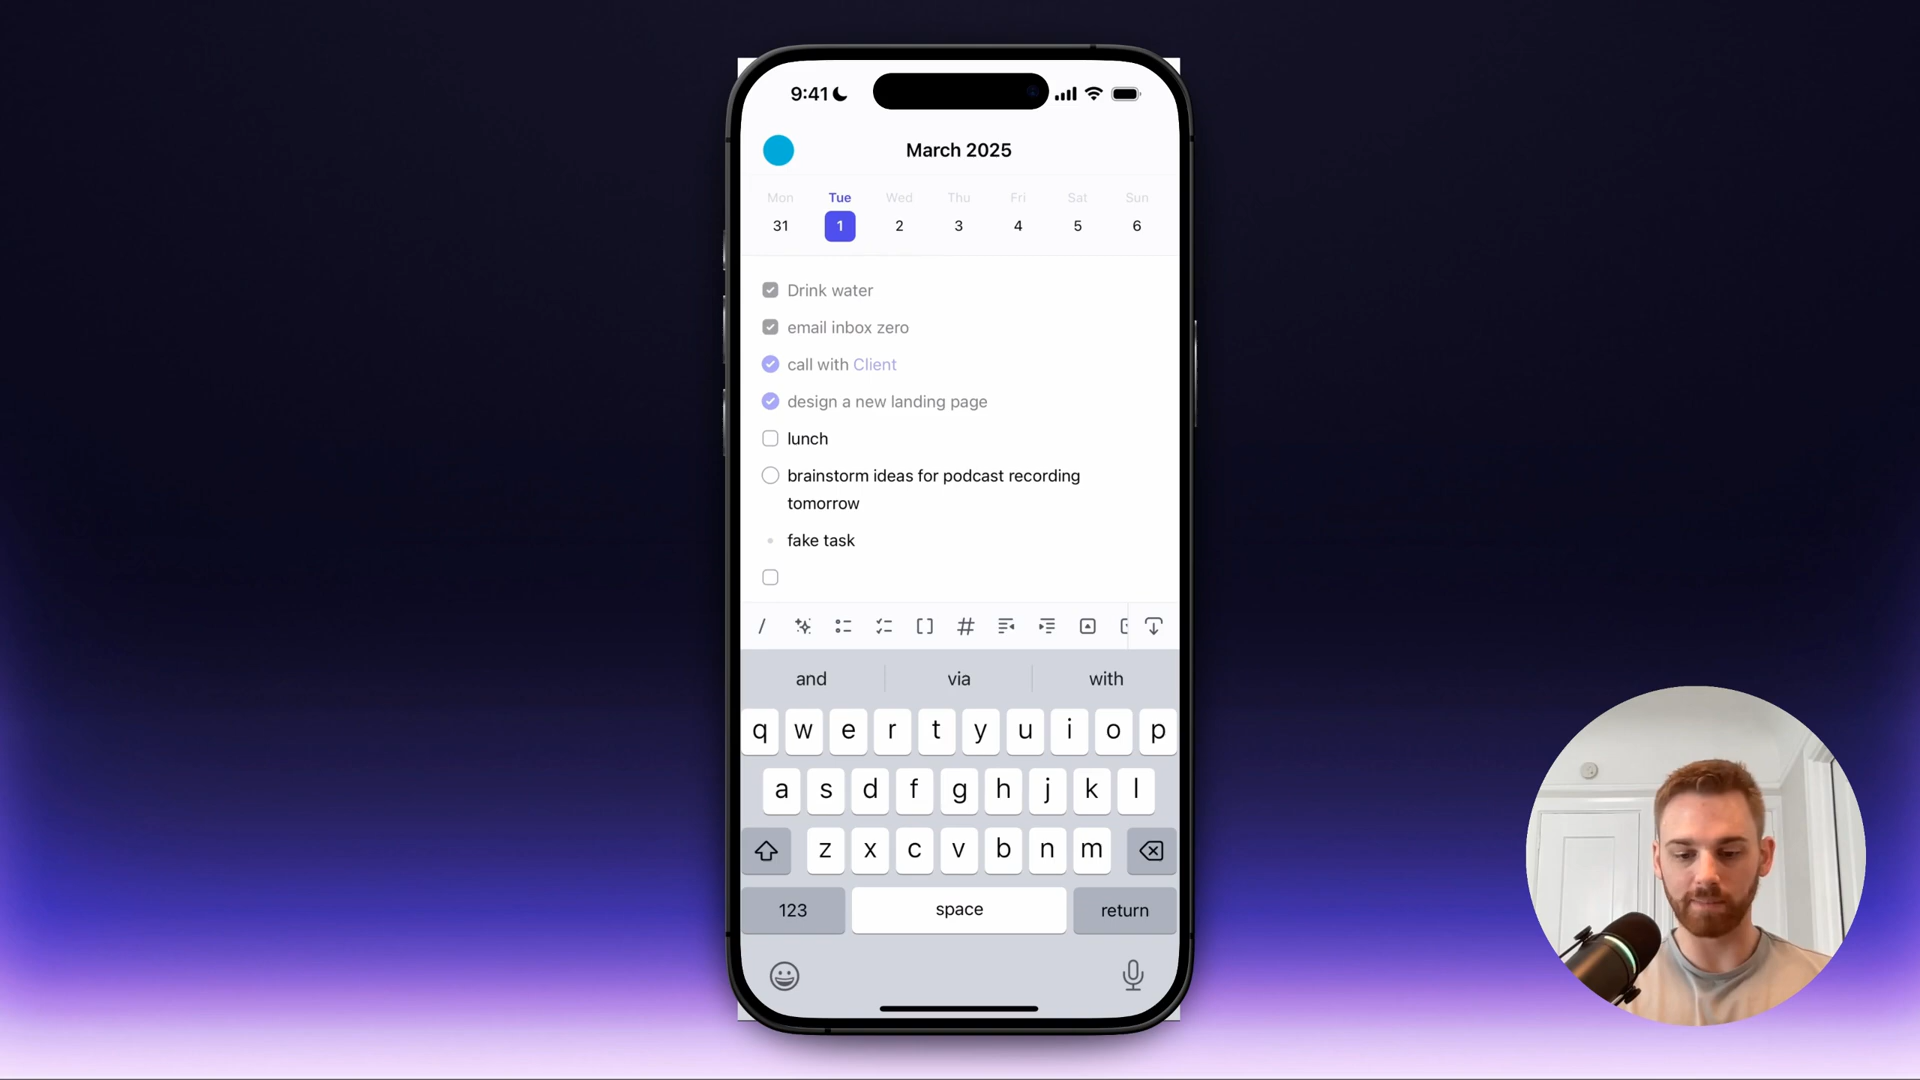 9:41
March 2025
Mon Tue Wed Thu Fri Sat Sun
31 1 2 3 4 5 6
Drink water
email inbox zero
call with Client
design a new landing page
lunch
brainstorm ideas for podcast recording
tomorrow
fake task
/ [] #
and via with
q w e r t y u i o p
a s d f g h j k l
z x c v b n m
123 space return